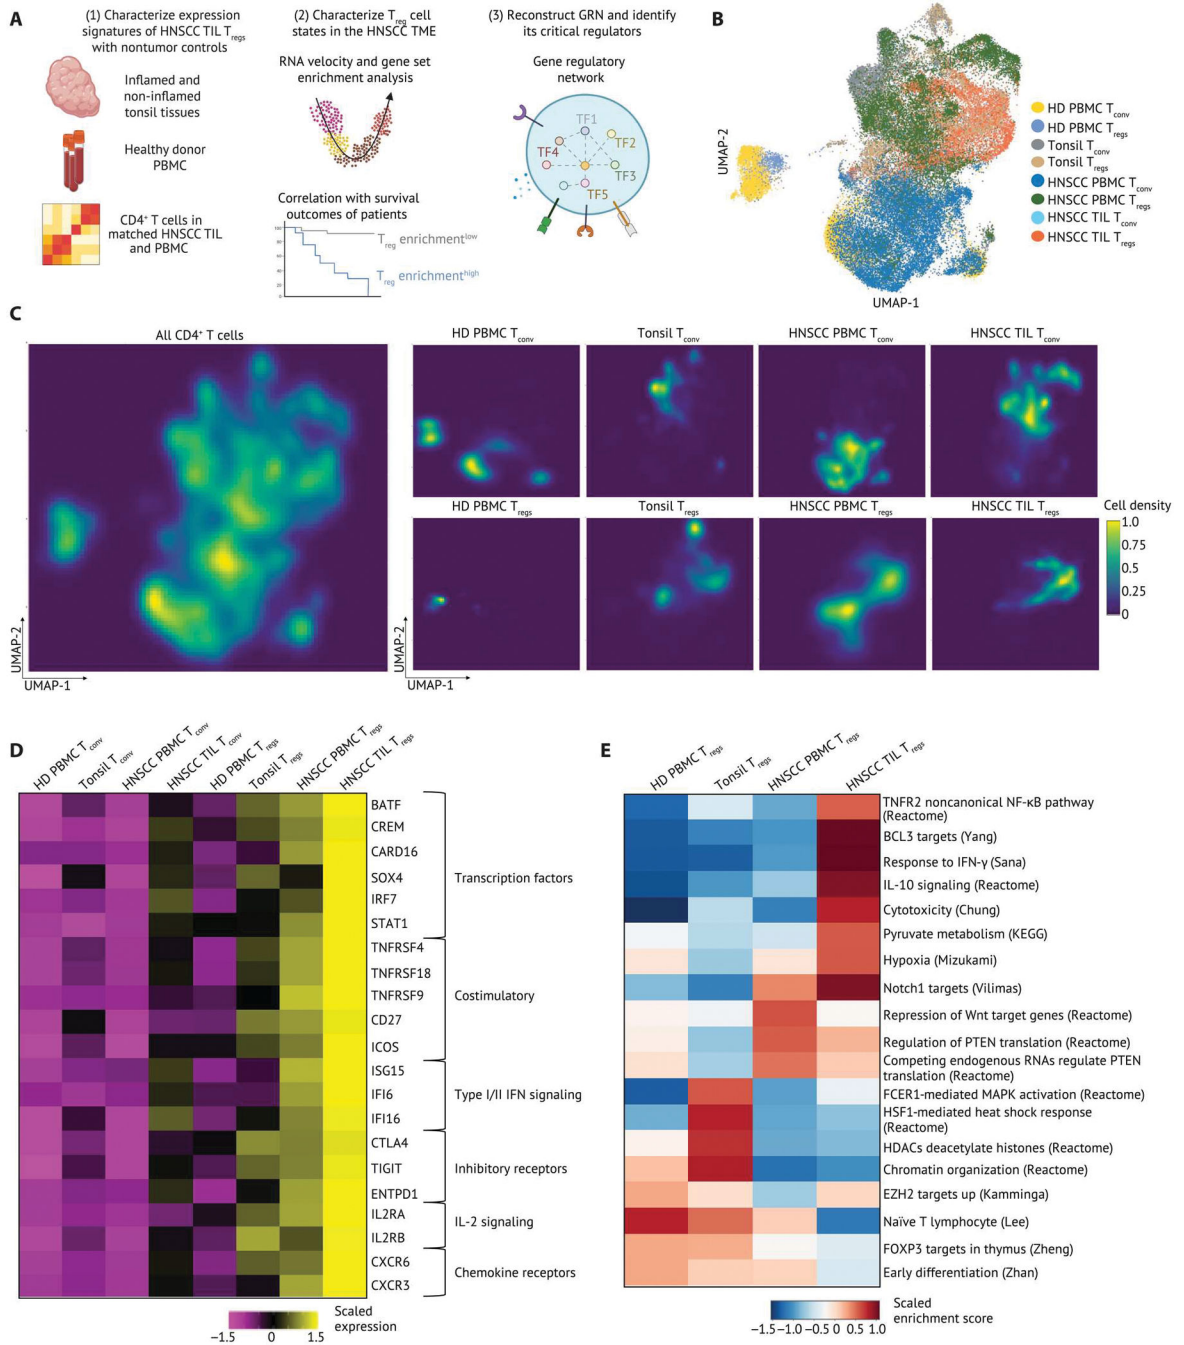 A
(1) Characterize expression
signatures of HNSCC TIL Tregs
with nontumor controls
Inflamed and
non-inflamed
tonsil tissues
Healthy donor
PBMC
CD4+ T cells in
matched HNSCC TIL
and PBMC
(2) Characterize Treg cell
states in the HNSCC TME
RNA velocity and gene set
enrichment analysis
Correlation with survival
outcomes of patients
100
80
60
40
20
0
Treg enrichmentlow
Treg enrichmenthigh
(3) Reconstruct GRN and identify
its critical regulators
Gene regulatory
network
TF1
TF2
TF4
TF3
TF5
B
UMAP-2
UMAP-1
HD PBMC Tconv
HD PBMC Tregs
Tonsil Tconv
Tonsil Tregs
HNSCC PBMC Tconv
HNSCC PBMC Tregs
HNSCC TIL Tconv
HNSCC TIL Tregs
C
All CD4+ T cells
UMAP-2
UMAP-1
HD PBMC Tconv
Tonsil Tconv
HNSCC PBMC Tconv
HNSCC TIL Tconv
HD PBMC Tregs
Tonsil Tregs
HNSCC PBMC Tregs
HNSCC TIL Tregs
UMAP-2
UMAP-1
Cell density
1.0
0.75
0.5
0.25
0
D
HD PBMC Tconv
Tonsil Tconv
HNSCC PBMC Tconv
HNSCC TIL Tconv
HD PBMC Tregs
Tonsil Tregs
HNSCC PBMC Tregs
HNSCC TIL Tregs
BATF
CREM
CARD16
SOX4
IRF7
STAT1
Transcription factors
TNFRSF4
TNFRSF18
TNFRSF9
CD27
ICOS
Costimulatory
ISG15
IFI6
IFI16
Type I/II IFN signaling
CTLA4
TIGIT
ENTPD1
Inhibitory receptors
IL2RA
IL2RB
IL-2 signaling
CXCR6
CXCR3
Chemokine receptors
−1.5 0 1.5
Scaled
expression
E
HD PBMC Tregs
Tonsil Tregs
HNSCC PBMC Tregs
HNSCC TIL Tregs
TNFR2 noncanonical NF-κB pathway
(Reactome)
BCL3 targets (Yang)
Response to IFN-γ (Sana)
IL-10 signaling (Reactome)
Cytotoxicity (Chung)
Pyruvate metabolism (KEGG)
Hypoxia (Mizukami)
Notch1 targets (Vilimas)
Repression of Wnt target genes (Reactome)
Regulation of PTEN translation (Reactome)
Competing endogenous RNAs regulate PTEN
translation (Reactome)
FCER1-mediated MAPK activation (Reactome)
HSF1-mediated heat shock response
(Reactome)
HDACs deacetylate histones (Reactome)
Chromatin organization (Reactome)
EZH2 targets up (Kamminga)
Naïve T lymphocyte (Lee)
FOXP3 targets in thymus (Zheng)
Early differentiation (Zhan)
−1.5 −1.0 −0.5 0 0.5 1.0
Scaled
enrichment score